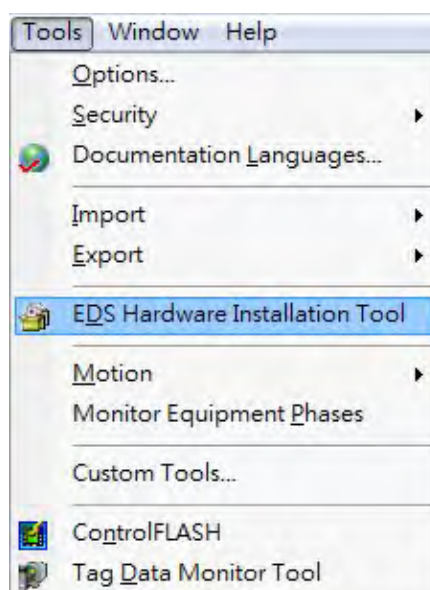 Tools Window Help
Options...
Security
Documentation Languages...
Import
Export
EDS Hardware Installation Tool
Motion
Monitor Equipment Phases
Custom Tools...
ControlFLASH
Tag Data Monitor Tool